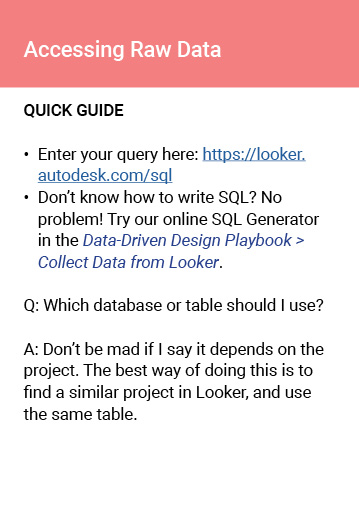 Accessing Raw Data
QUICK GUIDE
• Enter your query here: https://looker.
autodesk.com/sql
• Don’t know how to write SQL? No
problem! Try our online SQL Generator
in the Data-Driven Design Playbook >
Collect Data from Looker.
Q: Which database or table should I use?
A: Don’t be mad if I say it depends on the
project. The best way of doing this is to
find a similar project in Looker, and use
the same table.